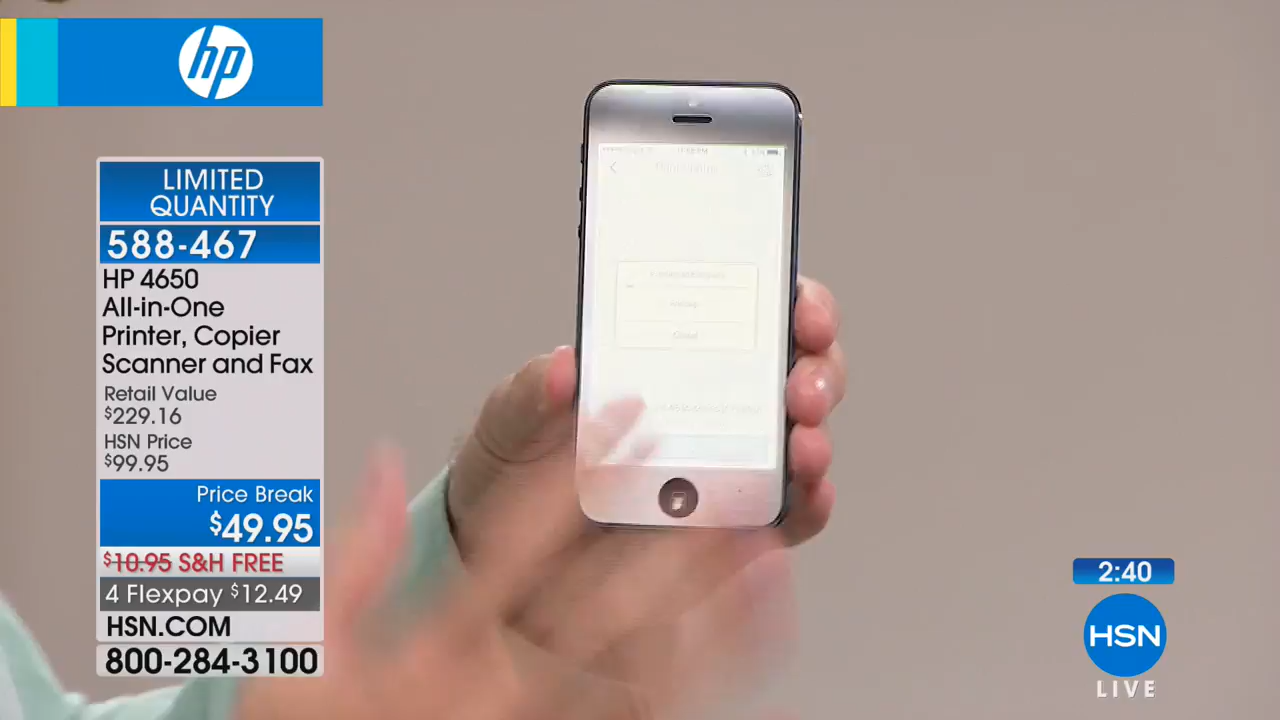 hp
LIMITED
QUANTITY
588-467
HP 4650
All-in-One
Printer, Copier
Scanner and Fax
Retail Value
$229.16
HSN Price
$99.95
Price Break
$49.95
$10.95 S&H FREE
4 Flexpay $12.49
HSN.COM
800-284-3100
2:40
HSN
LIVE